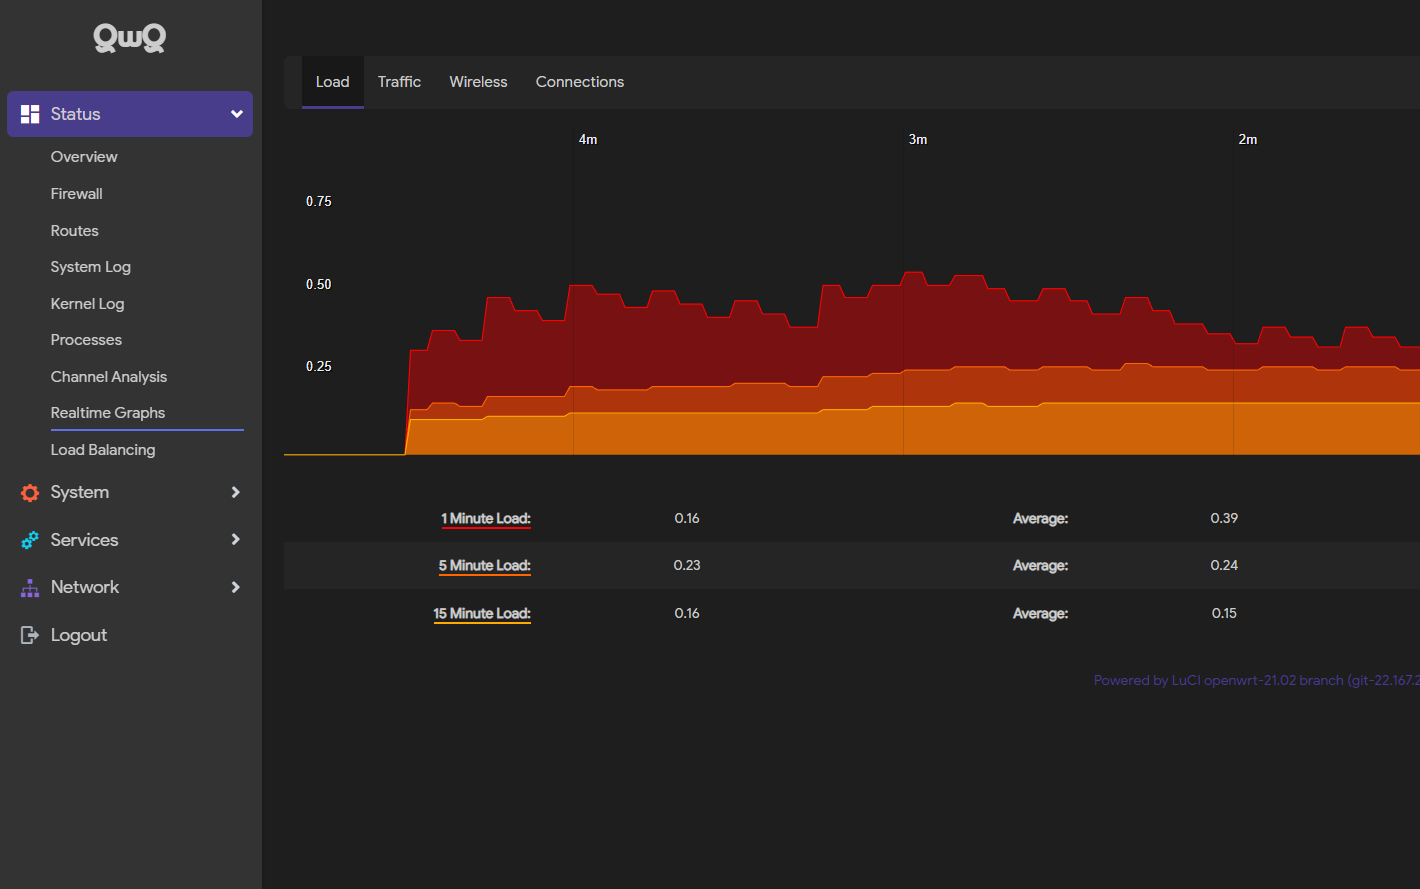 QwQ
Status
Overview
Firewall
Routes
System Log
Kernel Log
Processes
Channel Analysis
Realtime Graphs
Load Balancing
System
Services
Network
Logout
Load Traffic Wireless Connections
4m 3m 2m
0.75
0.50
0.25
1 Minute Load: 0.16 Average: 0.39
5 Minute Load: 0.23 Average: 0.24
15 Minute Load: 0.16 Average: 0.15
Powered by LuCI openwrt-21.02 branch (git-22.167.2